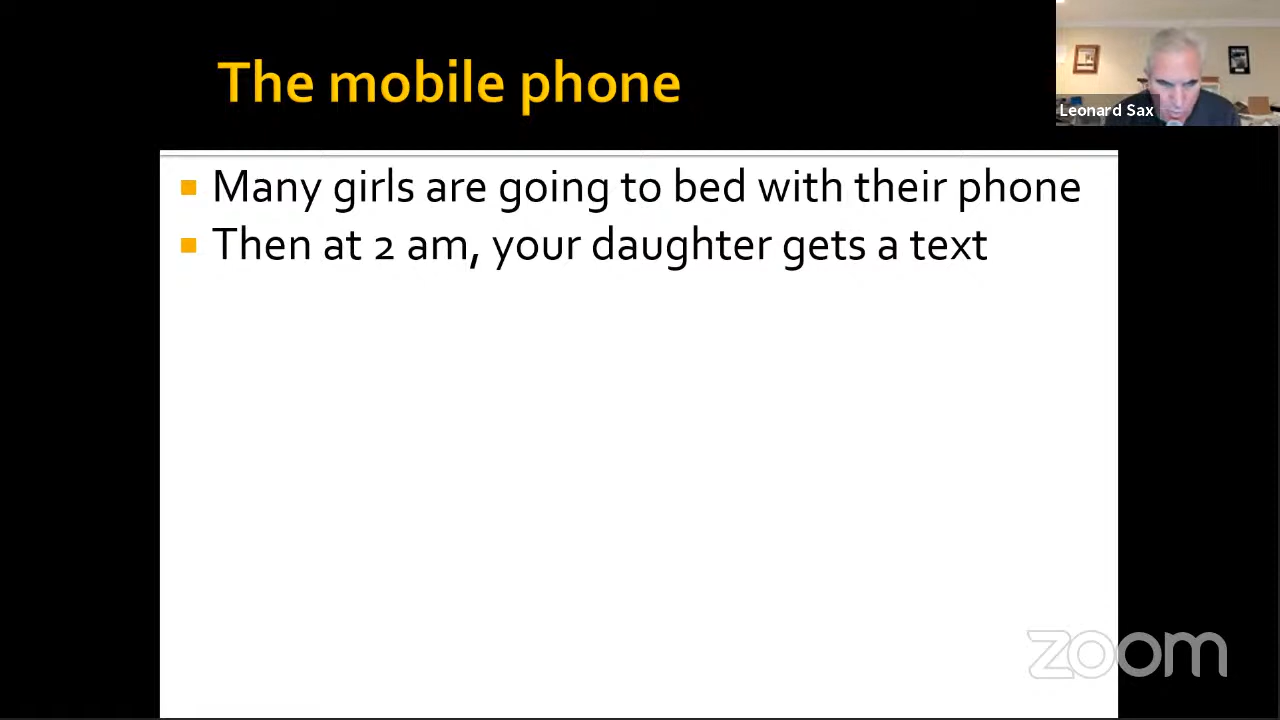 The mobile phone
Leonard Sax
Many girls are going to bed with their phone
Then at 2 am, your daughter gets a text
zoom